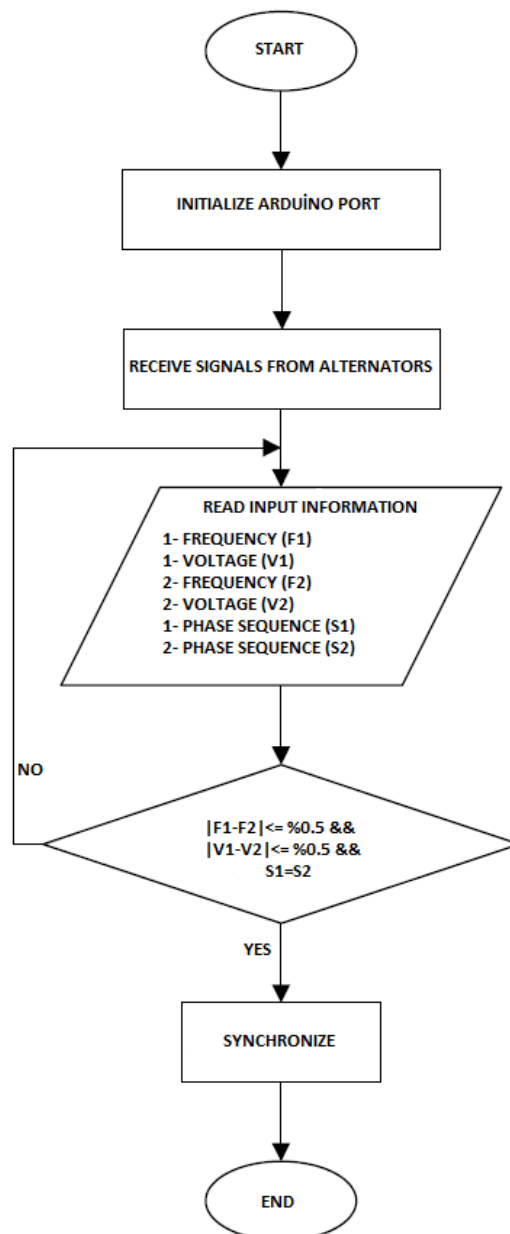 START
INITIALIZE ARDUİNO PORT
RECEIVE SIGNALS FROM ALTERNATORS
READ INPUT INFORMATION
1- FREQUENCY (F1)
1- VOLTAGE (V1)
2- FREQUENCY (F2)
2- VOLTAGE (V2)
1- PHASE SEQUENCE (S1)
2- PHASE SEQUENCE (S2)
NO
|F1-F2|<= %0.5 &&
|V1-V2|<= %0.5 &&
S1=S2
YES
SYNCHRONIZE
END